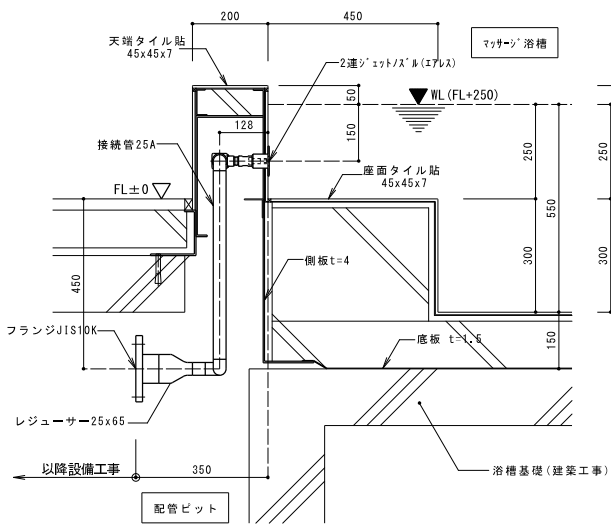 200
450
天端タイル貼
45x45x7
2連ジェットノズル(エアレス)
マッサージ浴槽
WL(FL+250)
50
150
128
接続管25A
座面タイル貼
45x45x7
250
550
250
FL±0
側板t=4
300
300
450
フランジJIS10K
底板 t=1.5
150
レジューサー25x65
以降設備工事
350
浴槽基礎(建築工事)
配管ピット